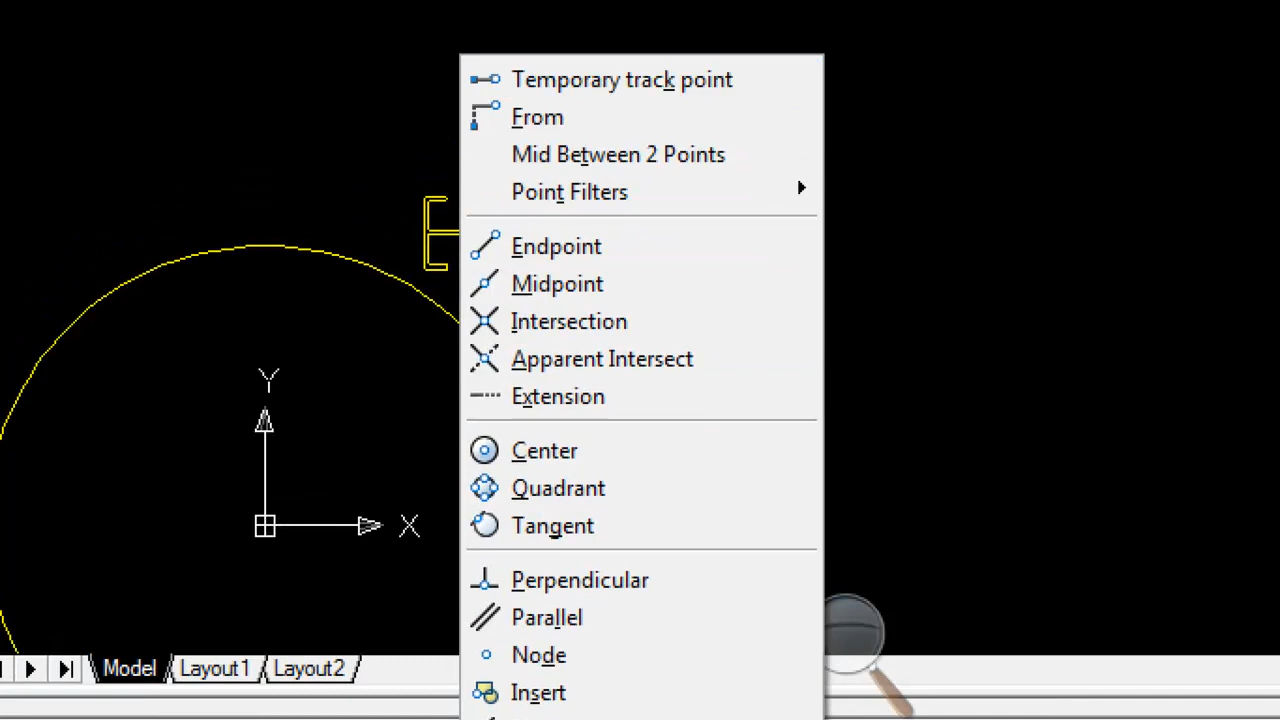 Temporary track point
From
Mid Between 2 Points
Point Filters
E
Endpoint
Midpoint
Intersection
Apparent Intersect
Y
Extension
Center
Quadrant
X
Tangent
Perpendicular
Parallel
Node
Model Layout1 Layout2
Insert